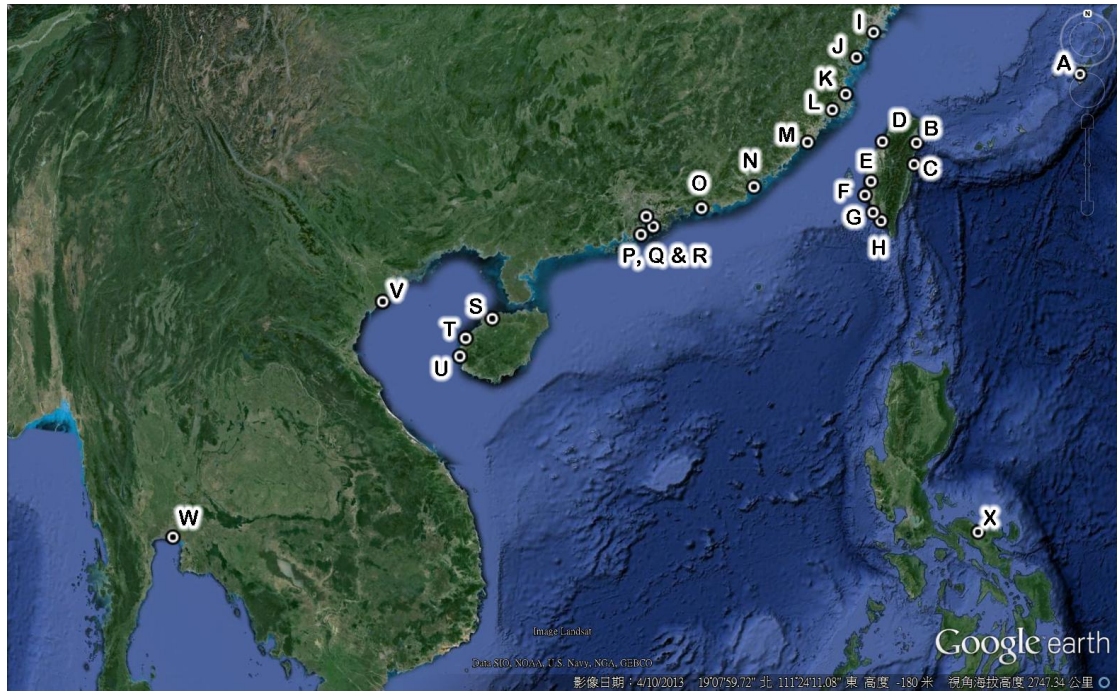 I
J
A
K
L
D
B
M
C
N
E
O
F
G
P, Q & R
H
V
S
T
U
W
X
Image Landsat
Data SIO, NOAA, U.S. Navy, NGA, GEBCO
Google earth
影像日期：4/10/2013 19°07'59.72" 北 111°24'11.08" 東 高度 -180 米 視角海拔高度 2747.34 公里
N